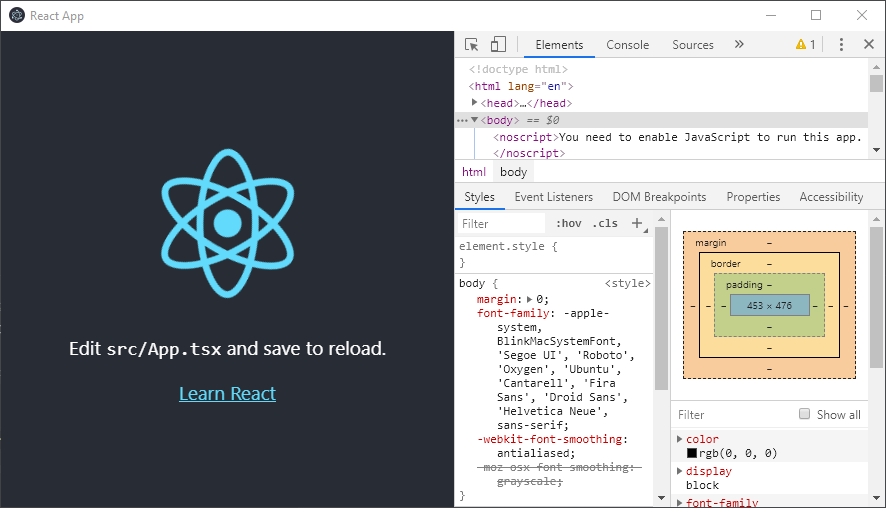 React App
Edit src/App.tsx and save to reload.
Learn React
Elements Console Sources » 1
<!doctype html>
<html lang="en">
<head>…</head>
<body> == $0
<noscript>You need to enable JavaScript to run this app.
</noscript>
html body
Styles Event Listeners DOM Breakpoints Properties Accessibility
Filter :hov .cls +
element.style {
}
body { <style>
margin: 0;
font-family: -apple-
system,
BlinkMacSystemFont,
'Segoe UI', 'Roboto',
'Oxygen', 'Ubuntu',
'Cantarell', 'Fira
Sans', 'Droid Sans',
'Helvetica Neue',
sans-serif;
-webkit-font-smoothing:
antialiased;
-moz-osx-font-smoothing:
grayscale;
}
margin –
border –
padding –
– – – 453 × 476 – – –
–
–
–
Filter Show all
color
rgb(0, 0, 0)
display
block
font-family